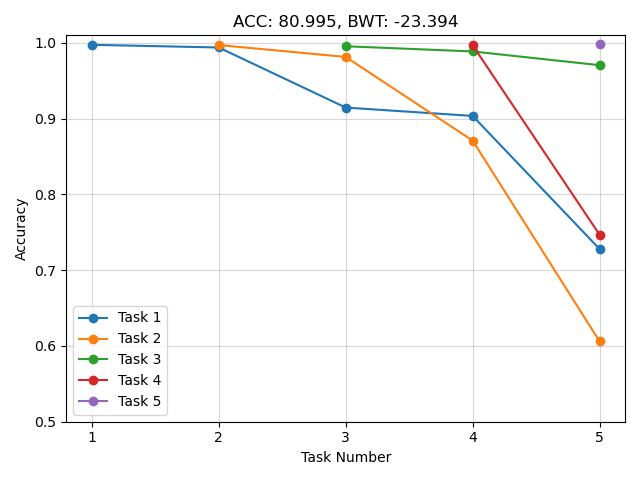 ACC: 80.995, BWT: -23.394
1.0
0.9
0.8
0.7
0.6
0.5
Accuracy
Task 1
Task 2
Task 3
Task 4
Task 5
1 2 3 4 5
Task Number